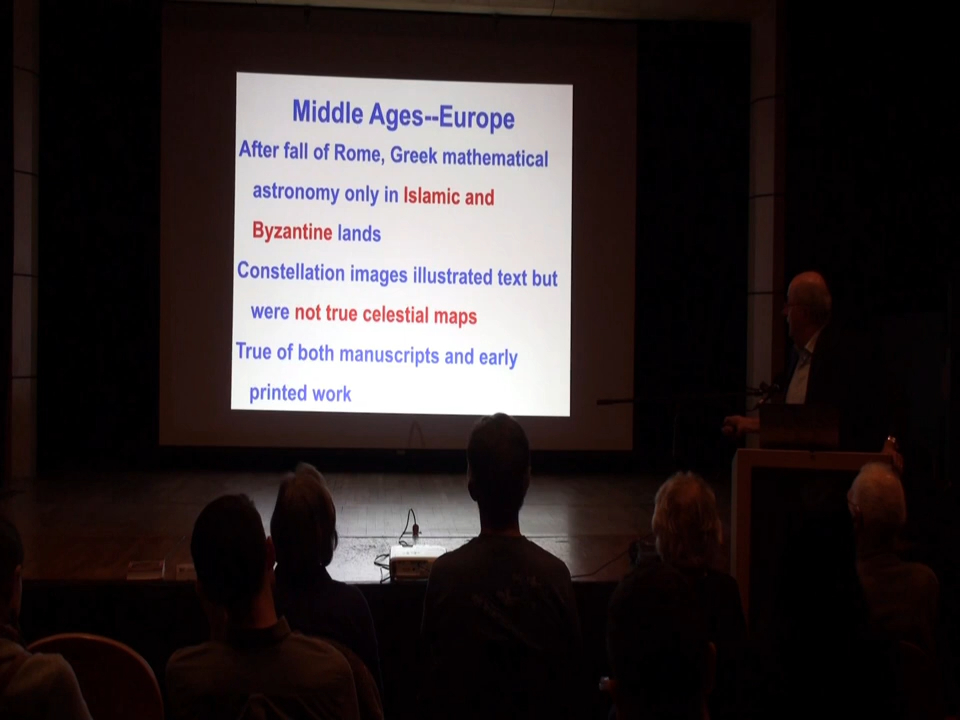 Middle Ages--Europe
After fall of Rome, Greek mathematical
astronomy only in Islamic and
Byzantine lands
Constellation images illustrated text but
were not true celestial maps
True of both manuscripts and early
printed work